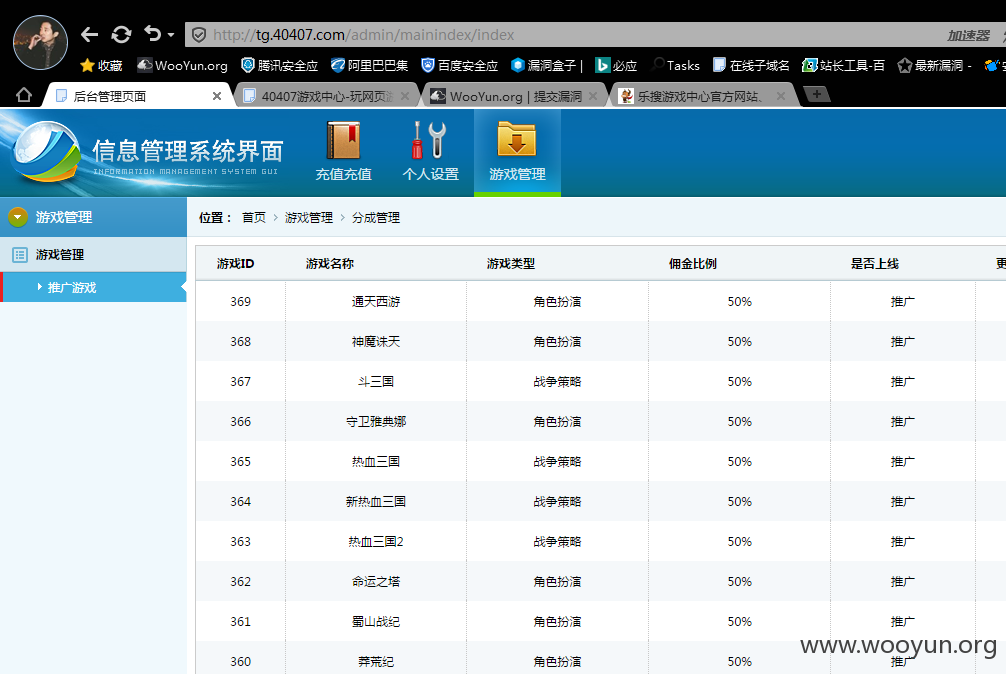 http://tg.40407.com/admin/mainindex/index 加速器
收藏 WooYun.org 腾讯安全应 阿里巴巴集 百度安全应 漏洞盒子 | 必应 Tasks 在线子域名 站长工具-百 最新漏洞 -
后台管理页面 40407游戏中心-玩网页游 WooYun.org | 提交漏洞 乐搜游戏中心官方网站、
信息管理系统界面
INFORMATION MANAGEMENT SYSTEM GUI
充值充值 个人设置 游戏管理
游戏管理
位置: 首页 > 游戏管理 > 分成管理
游戏管理
推广游戏
游戏ID 游戏名称 游戏类型 佣金比例 是否上线 更
369 通天西游 角色扮演 50% 推广
368 神魔诛天 角色扮演 50% 推广
367 斗三国 战争策略 50% 推广
366 守卫雅典娜 角色扮演 50% 推广
365 热血三国 战争策略 50% 推广
364 新热血三国 战争策略 50% 推广
363 热血三国2 战争策略 50% 推广
362 命运之塔 角色扮演 50% 推广
361 蜀山战纪 角色扮演 50% 推广
360 莽荒纪 角色扮演 50% 推广
www.wooyun.org